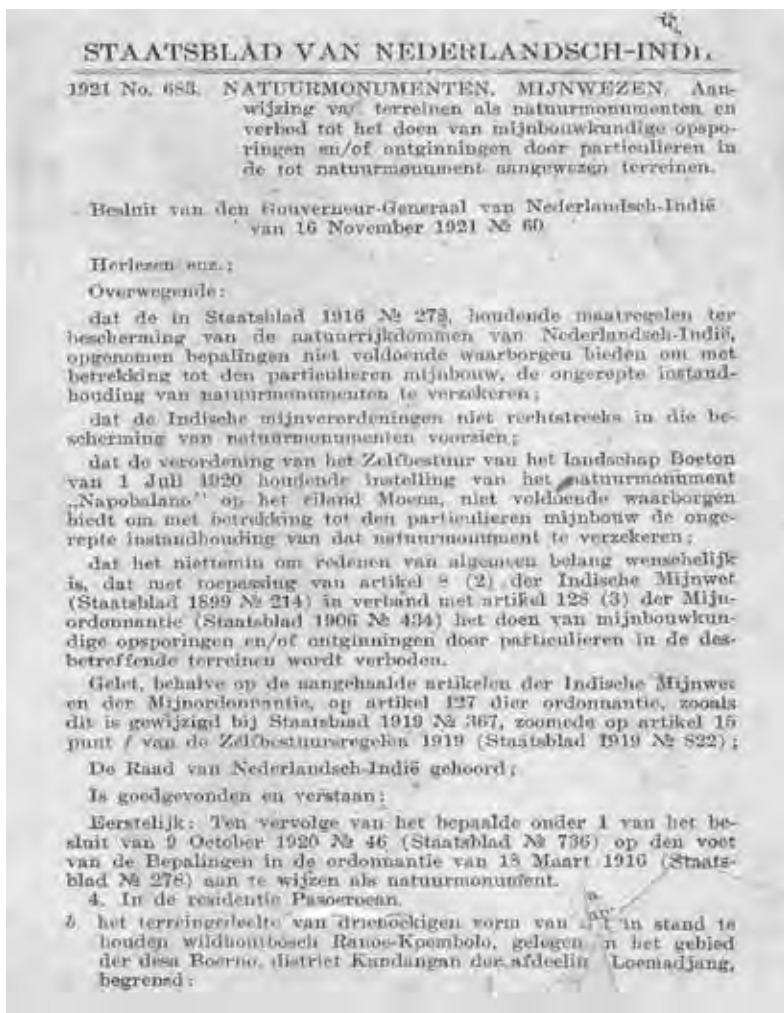 STAATSBLAD VAN NEDERLANDSCH-INDI
1921 No. 683. NATUURMONUMENTEN. MIJNWEZEN. Aan-
wijzing van terreinen als natuurmonumenten en
verbod tot het doen van mijnbouwkundige opspo-
ringen en/of ontginningen door particulieren in
de tot natuurmonument aangewezen terreinen.
Besluit van den Gouverneur-Generaal van Nederlandsch-Indië
van 16 November 1921 № 60
Herlezen enz.;
Overwegende:
dat de in Staatsblad 1916 № 278, houdende maatregelen ter
bescherming van de natuurrijkdommen van Nederlandsch-Indië,
opgenomen bepalingen niet voldoende waarborgen bieden om met
betrekking tot den particulieren mijnbouw, de ongerepte instand-
houding van natuurmonumenten te verzekeren;
dat de Indische mijnverordeningen niet rechtstreeks in die be-
scherming van natuurmonumenten voorzien;
dat de verordening van het Zelfbestuur van het landschap Boeton
van 1 Juli 1920 houdende instelling van het natuurmonument
„Napobalano" op het eiland Moena, niet voldoende waarborgen
biedt om met betrekking tot den particulieren mijnbouw de onge-
repte instandhouding van dat natuurmonument te verzekeren;
dat het niettemin om redenen van algemeen belang wenschelijk
is, dat met toepassing van artikel 8 (2) der Indische Mijnwet
(Staatsblad 1899 № 214) in verband met artikel 128 (3) der Mijn-
ordonnantie (Staatsblad 1906 № 434) het doen van mijnbouwkun-
dige opsporingen en/of ontginningen door particulieren in de des-
betreffende terreinen wordt verboden.
Gelet, behalve op de aangehaalde artikelen der Indische Mijnwet
en der Mijnordonnantie, op artikel 127 dier ordonnantie, zooals
dit is gewijzigd bij Staatsblad 1919 № 367, zoomede op artikel 15
punt f van de Zelfbestuursregelen 1919 (Staatsblad 1919 № 822);
De Raad van Nederlandsch-Indië gehoord;
Is goedgevonden en verstaan:
Eerstelijk: Ten vervolge van het bepaalde onder 1 van het be-
sluit van 9 October 1920 № 46 (Staatsblad № 736) op den voet
van de Bepalingen in de ordonnantie van 18 Maart 1916 (Staats-
blad № 278) aan te wijzen als natuurmonument.
4. In de residentie Pasoeroean.
b het terreingedeelte van driehoekigen vorm van t in stand te
houden wildhoutbosch Ranoe-Kpembolo, gelegen in het gebied
der desa Boerno, district Kandangan der afdeelin Loemadjang,
begrensd: